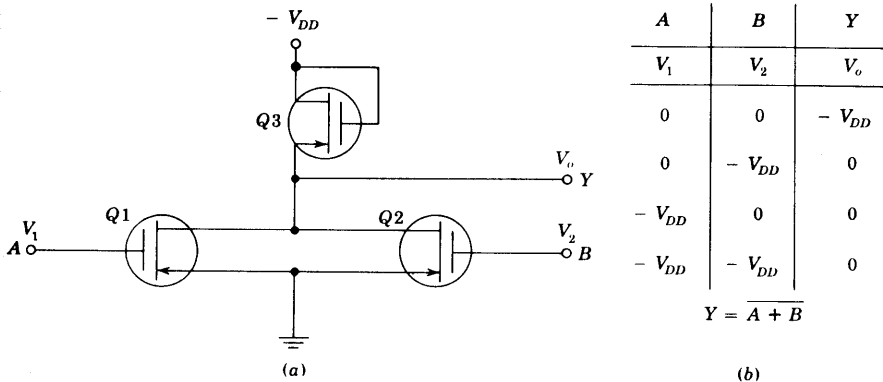 − V_DD
Q3
V_o
Y
Q1
Q2
V_1
A
V_2
B
(a)
A B Y
V_1 V_2 V_o
0 0 − V_DD
0 − V_DD 0
− V_DD 0 0
− V_DD − V_DD 0
Y = \overline{A + B}
(b)